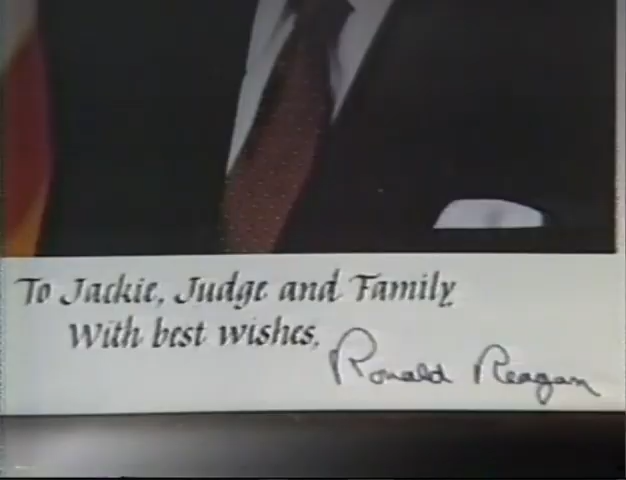 To Jackie, Judge and Family
With best wishes,
Ronald Reagan